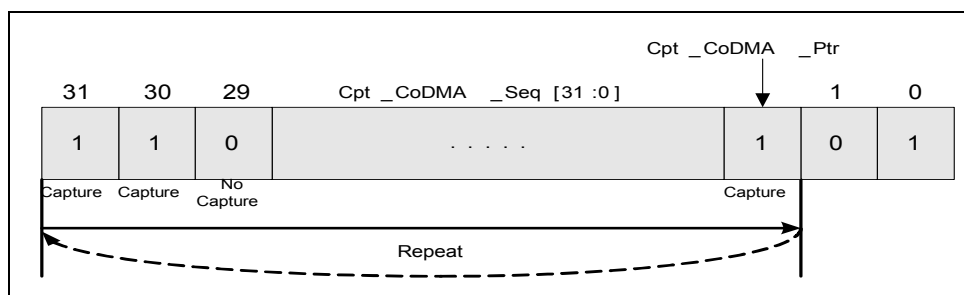 Cpt _CoDMA _Ptr
31 30 29 Cpt _CoDMA _Seq [31 :0] 1 0
1 1 0 . . . . . 1 0 1
Capture Capture No Capture Capture
Repeat